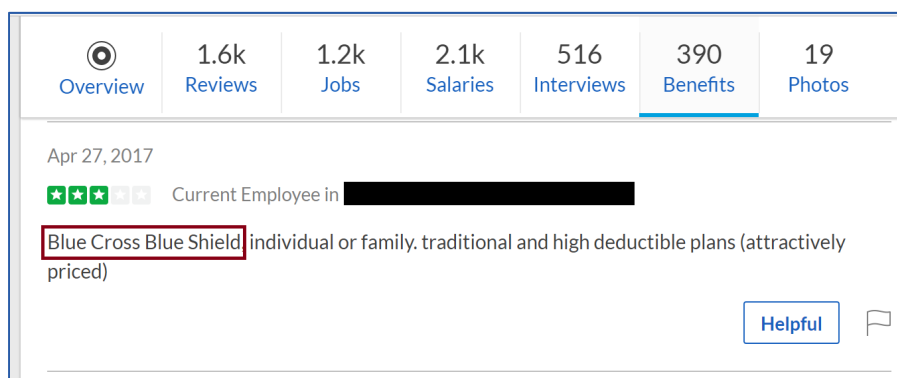 1.6k 1.2k 2.1k 516 390 19
Overview Reviews Jobs Salaries Interviews Benefits Photos
Apr 27, 2017
Current Employee in
Blue Cross Blue Shield, individual or family. traditional and high deductible plans (attractively
priced)
Helpful